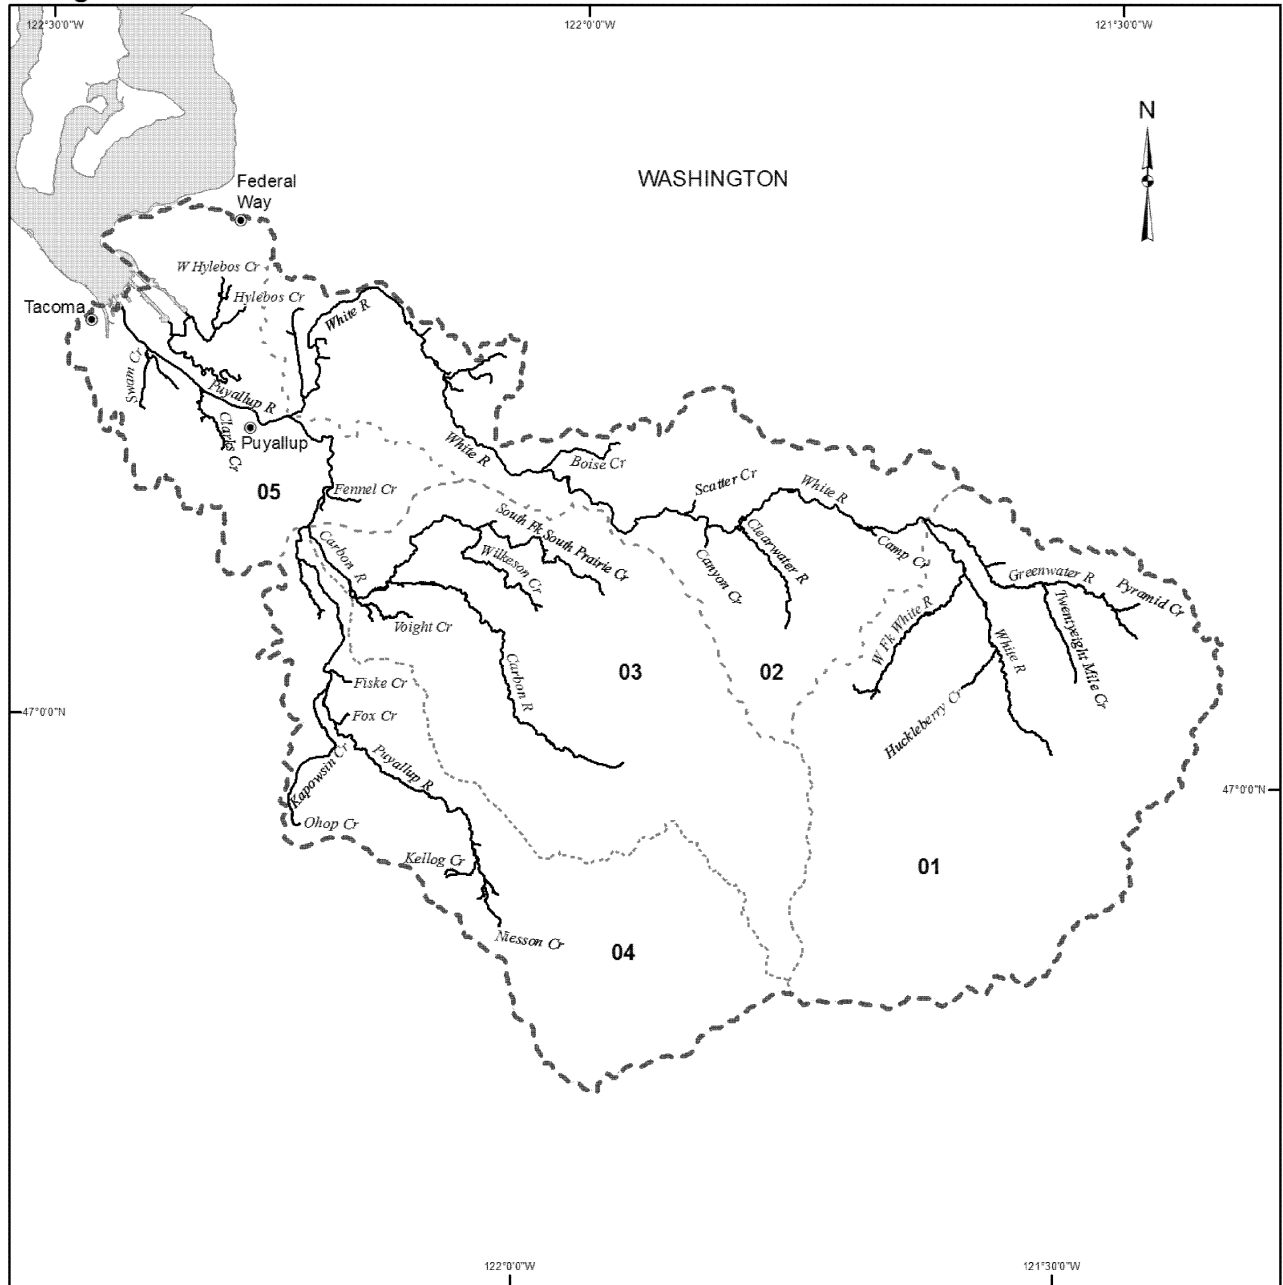 122°30'0"W
122°0'0"W
121°30'0"W
N
WASHINGTON
Federal
Way
W Hylebos Cr
Hylebos Cr
Tacoma
White R
Swam Cr
Puyallup R
Clarks Cr
Puyallup
White R
Boise Cr
Scatter Cr
White R
05
Fennel Cr
South Fk South Prairie Cr
Carbon R
Wilkeson Cr
Clearwater R
Canyon Cr
Camp Cr
Greenwater R
Pyramid Cr
Voight Cr
W Fk White R
White R
Twentyeight Mile Cr
03
02
Carbon R
Fiske Cr
Huckleberry Cr
47°0'0"N
Fox Cr
Kapowsin Cr
Puyallup R
47°0'0"N
Ohop Cr
Kellog Cr
01
Niesson Cr
04
122°0'0"W
121°30'0"W